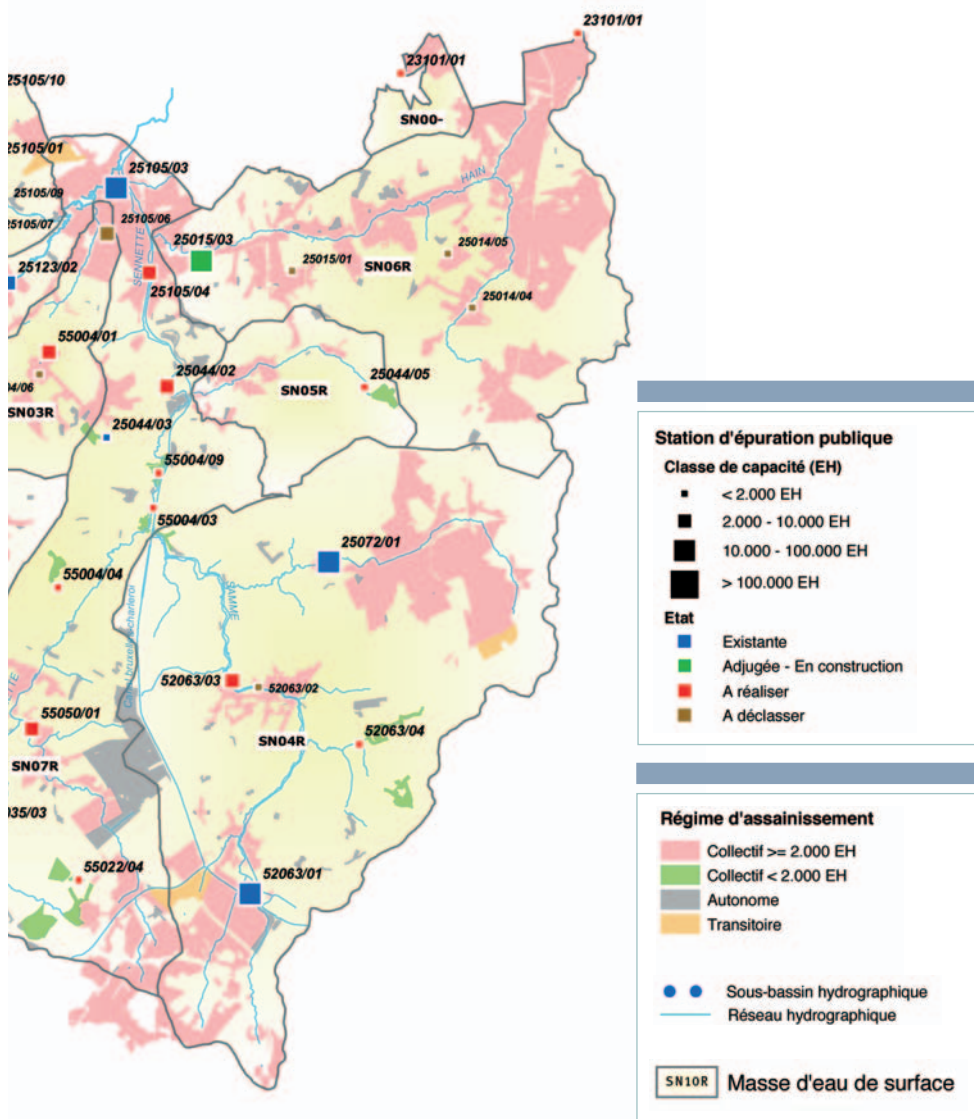 23101/01
23101/01
25105/10
SN00-
25105/01
25105/03
25105/09
HAIN
25105/07
25105/06
25015/03
25014/05
SENNETTE
25015/01
SN06R
25123/02
25105/04
25014/04
55004/01
25044/02
25044/05
04/06
SN05R
SN03R
25044/03
55004/09
55004/03
25072/01
55004/04
SAMME
52063/03
52063/02
55050/01
52063/04
SN04R
SN07R
035/03
55022/04
52063/01
Station d'épuration publique
Classe de capacité (EH)
< 2.000 EH
2.000 - 10.000 EH
10.000 - 100.000 EH
> 100.000 EH
Etat
Existante
Adjugée - En construction
A réaliser
A déclasser
Régime d'assainissement
Collectif >= 2.000 EH
Collectif < 2.000 EH
Autonome
Transitoire
Sous-bassin hydrographique
Réseau hydrographique
SN10R Masse d'eau de surface